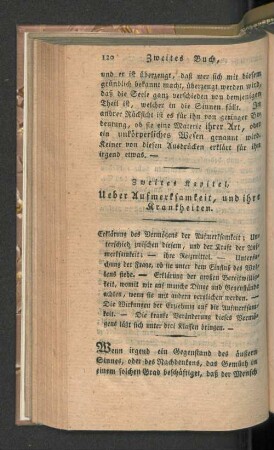 120 Zweites Buch,
und er ist überzeugt, daß wer sich mit diesem
gründlich bekannt macht, überzeugt werden wird,
daß die Seele ganz verschieden von demjenigen
Theil ist, welcher in die Sinnen fällt. In
andrer Rücksicht ist es für ihn von geringer Be-
deutung, ob sie eine Materie ihrer Art, oder
ein unkörperliches Wesen genannt wird.
Keiner von diesen Ausdrücken erklärt für ihn
irgend etwas. —
Zweites Kapitel.
Ueber Aufmerksamkeit, und ihre
Krankheiten.
Erklärung des Vermögens der Aufmerksamkeit; Un-
terschied zwischen diesem, und der Kraft der Auf-
merksamkeit; — ihre Reizmittel. — Untersu-
chung der Frage, ob sie unter dem Einfluß des Wil-
lens stehe. — Erklärung der großen Bereitwillig-
keit, womit wir auf manche Dinge und Gegenstände
achten, wenn sie von andern
Die Wirkungen der Erziehung auf die Aufmerksam-
keit. — Die kranke Veränderung dieses Vermö-
gens läßt sich unter drei Klassen bringen. —
Wenn irgend ein Gegenstand des äußern
Sinnes, oder des Nachdenkens, das Gemüth in
einem solchen Grad beschäftiget, daß der Mensch